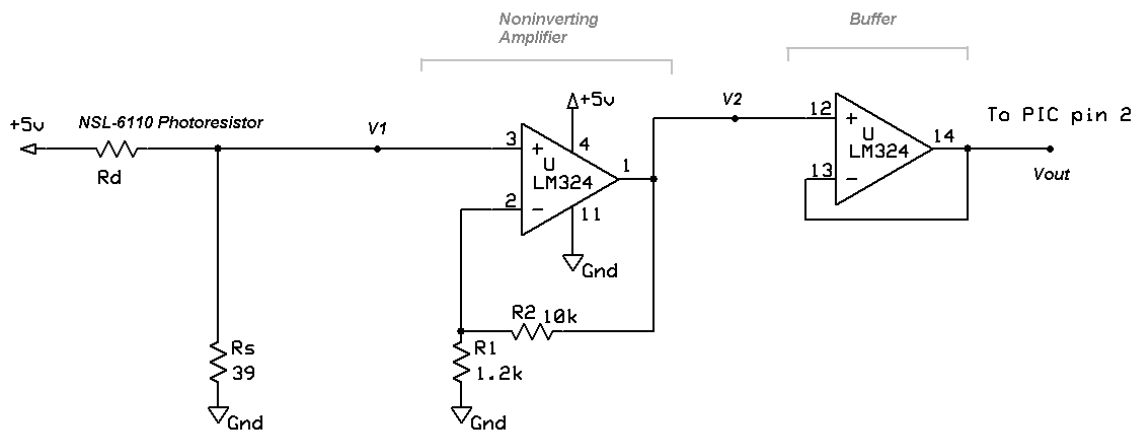 Noninverting
Amplifier
Buffer
+5v
NSL-6110 Photoresistor
Rd
V1
+5v
3
+
4
U
LM324
1
2
-
11
Gnd
V2
12
+
U
LM324
14
13
-
To PIC pin 2
Vout
R2 10k
R1
1.2k
Gnd
Rs
39
Gnd